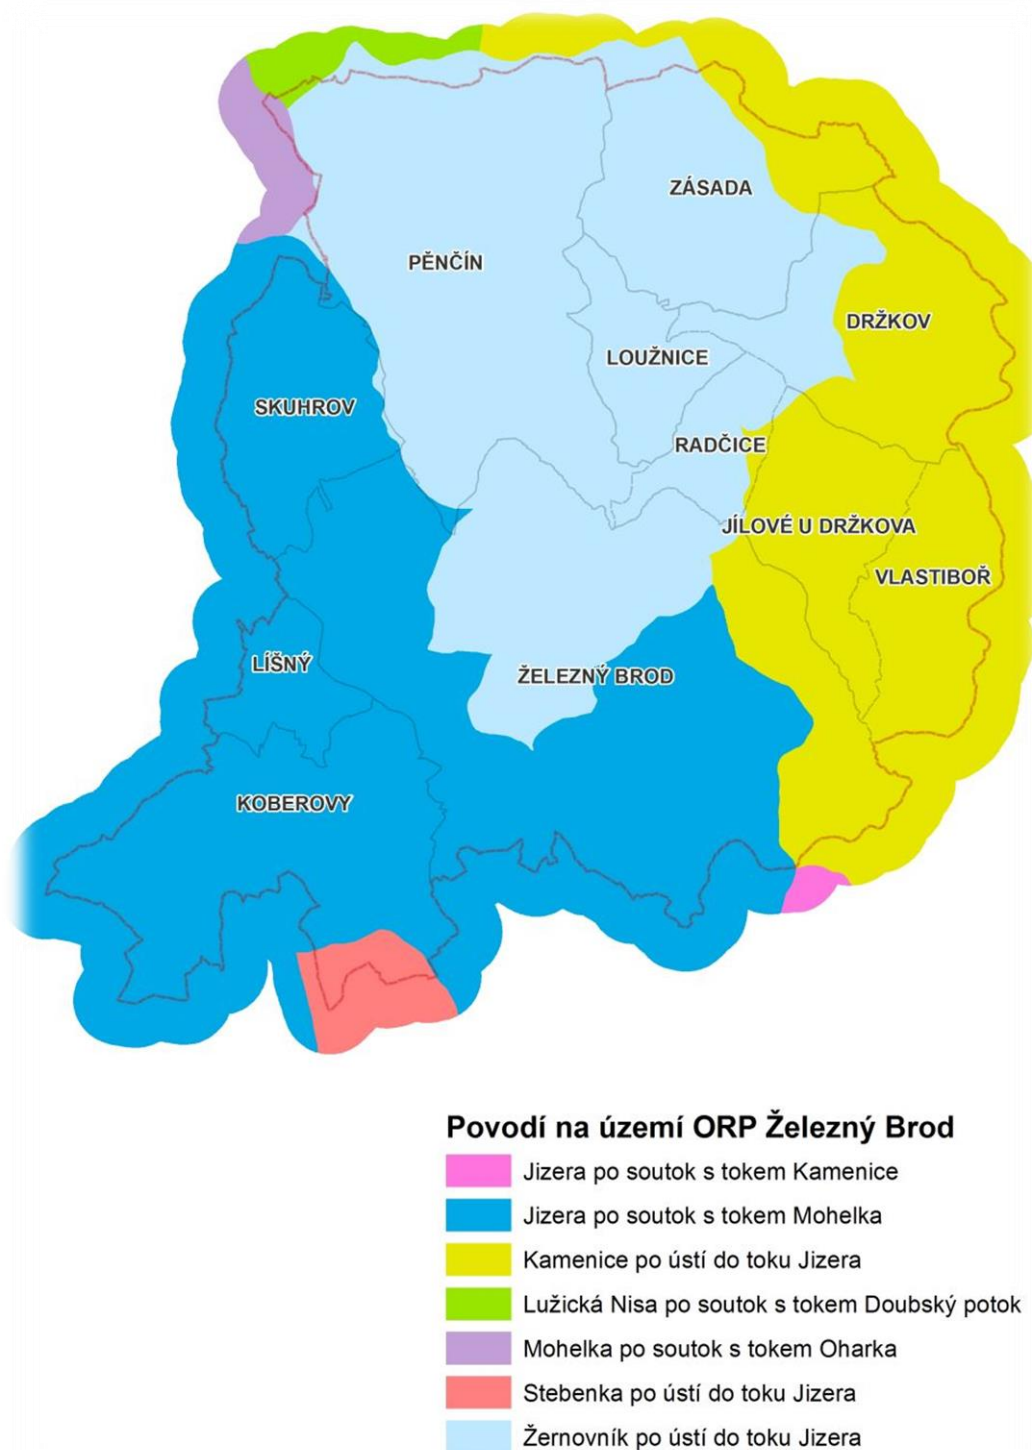 ZÁSADA
PĚNČÍN
DRŽKOV
LOUŽNICE
SKUHROV
RADČICE
JÍLOVÉ U DRŽKOVA
VLASTIBOŘ
LÍŠNÝ
ŽELEZNÝ BROD
KOBEROVY
Povodí na území ORP Železný Brod
Jizera po soutok s tokem Kamenice
Jizera po soutok s tokem Mohelka
Kamenice po ústí do toku Jizera
Lužická Nisa po soutok s tokem Doubský potok
Mohelka po soutok s tokem Oharka
Stebenka po ústí do toku Jizera
Žernovník po ústí do toku Jizera